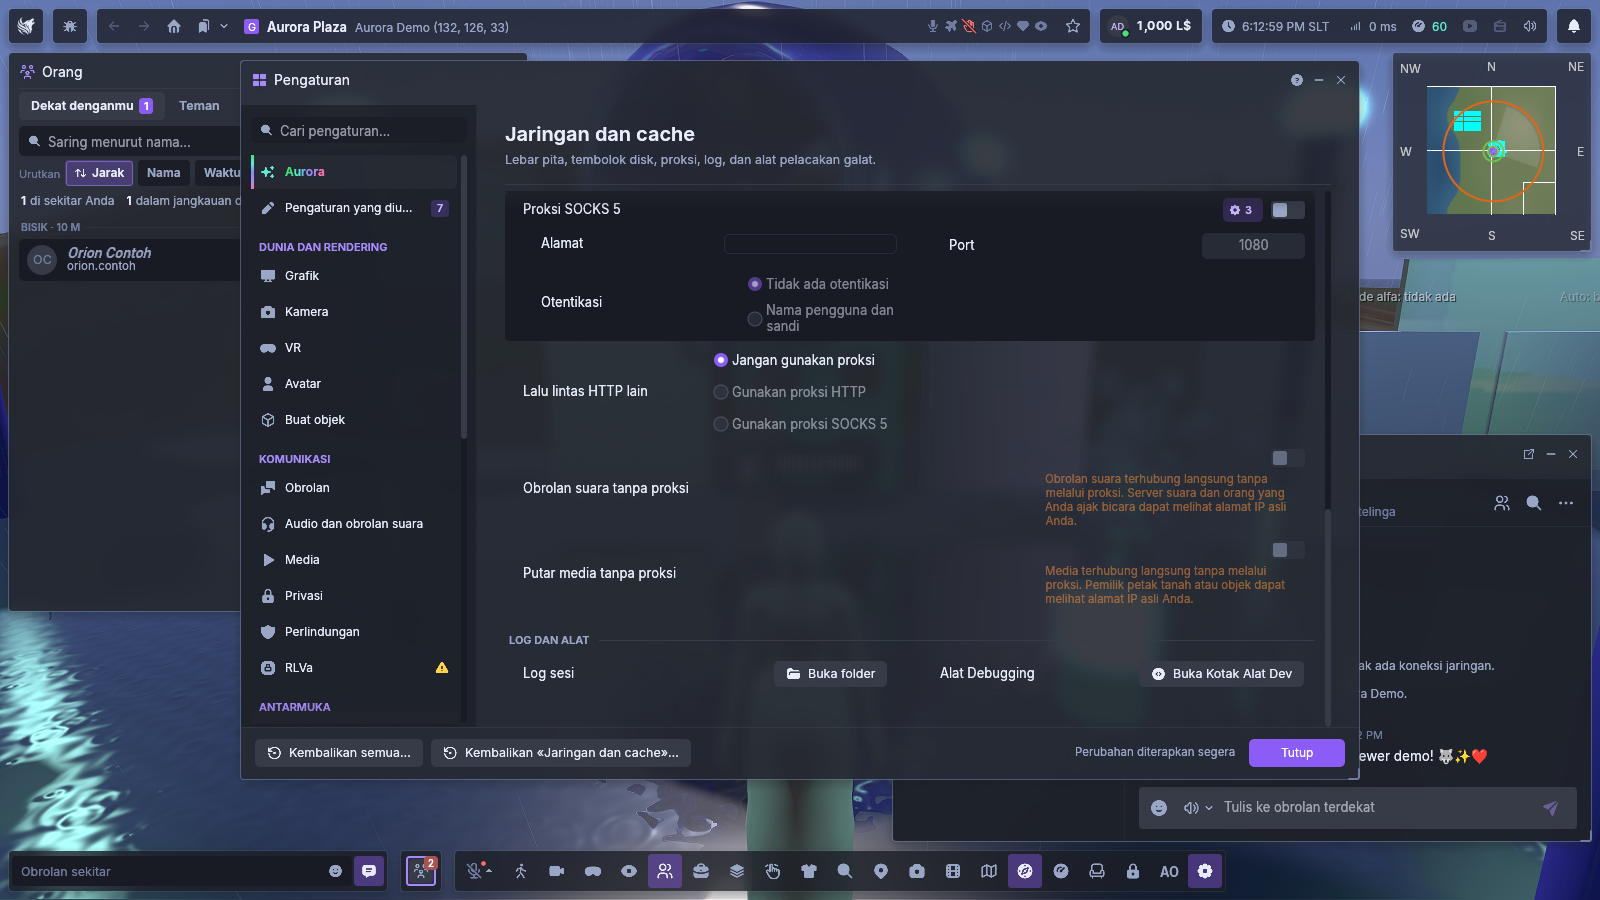 Aurora Plaza Aurora Demo (132, 126, 33)
AD 1,000 L$
6:12:59 PM SLT 0 ms 60
Orang
Dekat denganmu 1 Teman
Saring menurut nama...
Urutkan Jarak Nama Waktu
1 di sekitar Anda 1 dalam jangkauan
BISIK · 10 M
OC Orion Contoh
orion.contoh
Pengaturan
Cari pengaturan...
Aurora
Pengaturan yang diu... 7
DUNIA DAN RENDERING
Grafik
Kamera
VR
Avatar
Buat objek
KOMUNIKASI
Obrolan
Audio dan obrolan suara
Media
Privasi
Perlindungan
RLVa
ANTARMUKA
Jaringan dan cache
Lebar pita, tembolok disk, proksi, log, dan alat pelacakan galat.
Proksi SOCKS 5 3
Alamat Port 1080
Otentikasi
Tidak ada otentikasi
Nama pengguna dan
sandi
Lalu lintas HTTP lain
Jangan gunakan proksi
Gunakan proksi HTTP
Gunakan proksi SOCKS 5
Obrolan suara tanpa proksi
Obrolan suara terhubung langsung tanpa
melalui proksi. Server suara dan orang yang
Anda ajak bicara dapat melihat alamat IP asli
Anda.
Putar media tanpa proksi
Media terhubung langsung tanpa melalui
proksi. Pemilik petak tanah atau objek dapat
melihat alamat IP asli Anda.
LOG DAN ALAT
Log sesi Buka folder Alat Debugging Buka Kotak Alat Dev
Kembalikan semua... Kembalikan «Jaringan dan cache»... Perubahan diterapkan segera Tutup
NW N NE
W E
SW S SE
de alfa: tidak ada Auto: b
telinga
ak ada koneksi jaringan.
a Demo.
2 PM
ewer demo! 🐺✨❤️
Tulis ke obrolan terdekat
Obrolan sekitar
2
AO